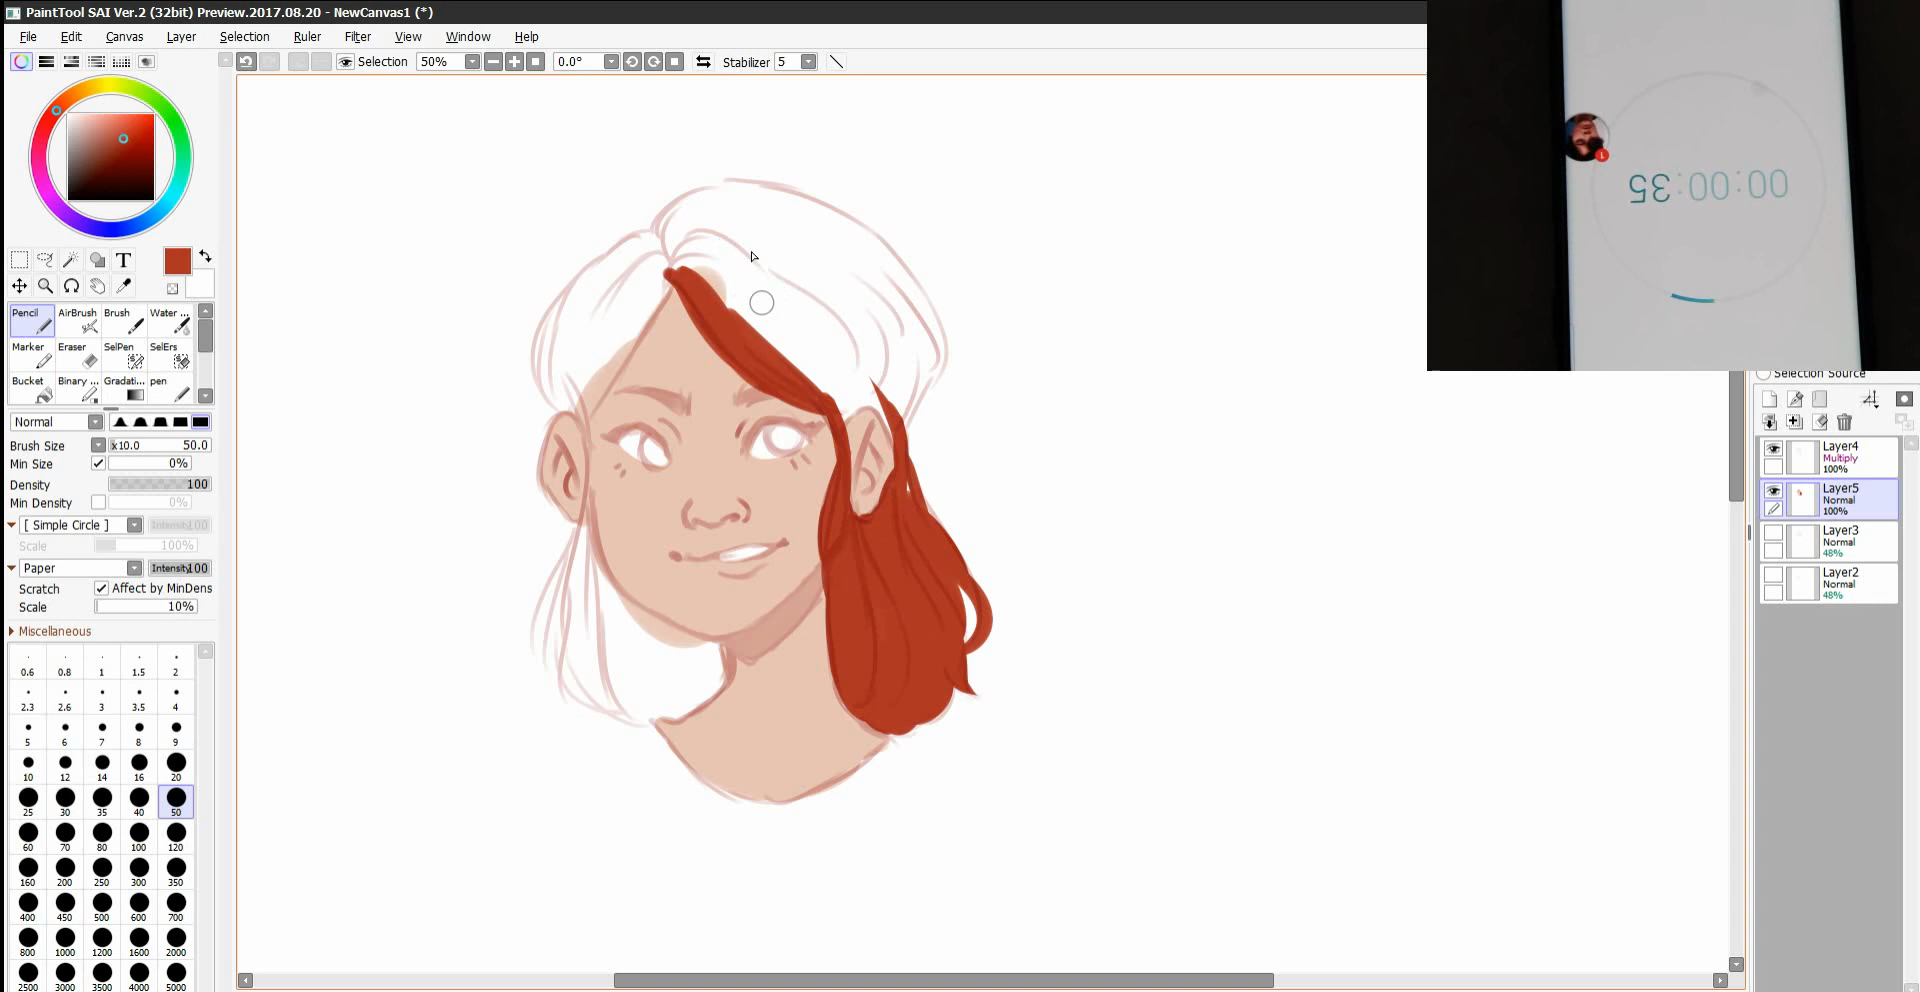 PaintTool SAI Ver.2 (32bit) Preview.2017.08.20 - NewCanvas1 (*)
File Edit Canvas Layer Selection Ruler Filter View Window Help
Selection 50% 0.0° Stabilizer 5
00:00:35
1
T
Pencil AirBrush Brush Water ...
Marker Eraser SelPen SelErs
Bucket Binary ... Gradati... pen
Normal
Brush Size x10.0 50.0
Min Size 0%
Density 100
Min Density 0%
[ Simple Circle ] Intensity 100
Scale 100%
Paper Intensity 100
Scratch Affect by MinDens
Scale 10%
Miscellaneous
0.6 0.8 1 1.5 2
2.3 2.6 3 3.5 4
5 6 7 8 9
10 12 14 16 20
25 30 35 40 50
60 70 80 100 120
160 200 250 300 350
400 450 500 600 700
800 1000 1200 1600 2000
2500 3000 3500 4000 5000
Selection Source
Layer4
Multiply
100%
Layer5
Normal
100%
Layer3
Normal
48%
Layer2
Normal
48%